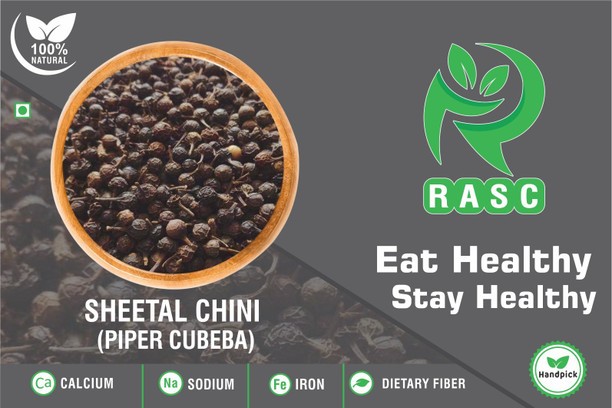 100%
NATURAL
RASC
Eat Healthy
Stay Healthy
SHEETAL CHINI
(PIPER CUBEBA)
Ca CALCIUM
Na SODIUM
Fe IRON
DIETARY FIBER
Handpick